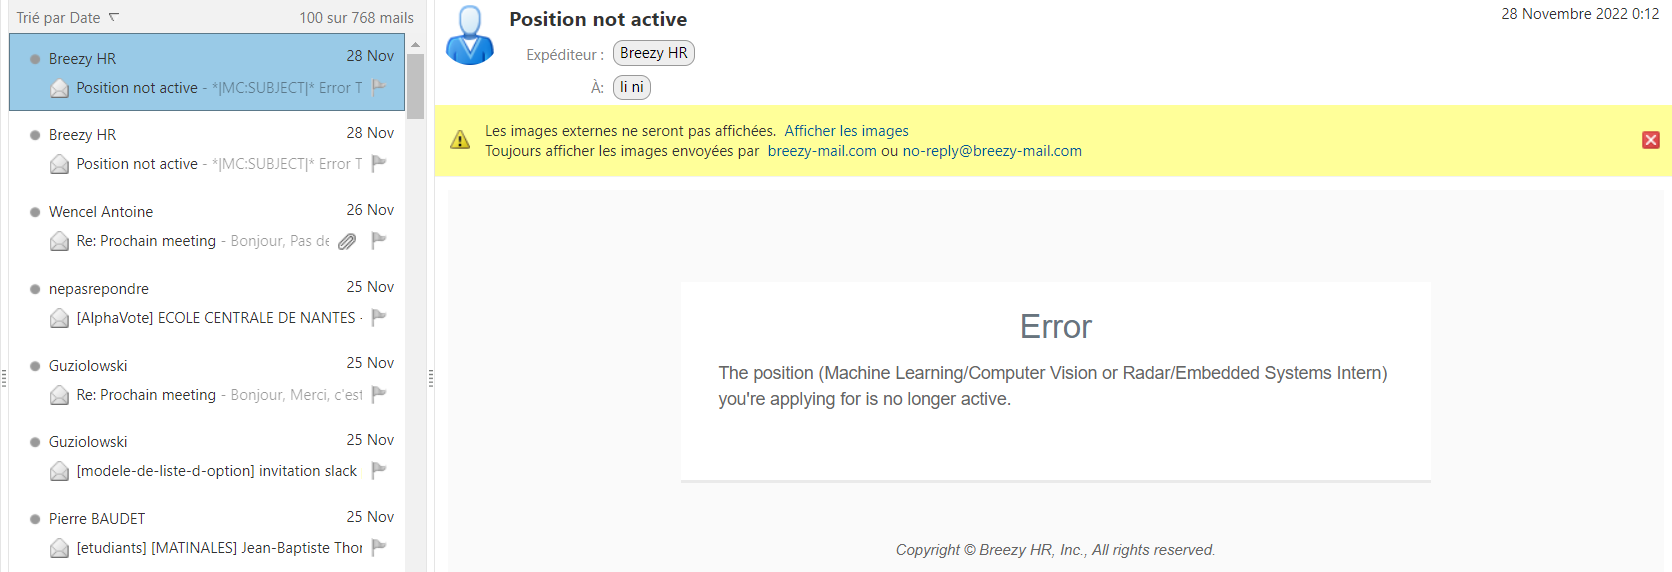 Trié par Date
100 sur 768 mails
Breezy HR
28 Nov
Position not active - *|MC:SUBJECT|* Error T
Breezy HR
28 Nov
Position not active - *|MC:SUBJECT|* Error T
Wencel Antoine
26 Nov
Re: Prochain meeting - Bonjour, Pas de
nepasrepondre
25 Nov
[AlphaVote] ECOLE CENTRALE DE NANTES -
Guziolowski
25 Nov
Re: Prochain meeting - Bonjour, Merci, c'est
Guziolowski
25 Nov
[modele-de-liste-d-option] invitation slack
Pierre BAUDET
25 Nov
[etudiants] [MATINALES] Jean-Baptiste Thor
Position not active
28 Novembre 2022 0:12
Expéditeur : Breezy HR
À: li ni
Les images externes ne seront pas affichées. Afficher les images
Toujours afficher les images envoyées par breezy-mail.com ou no-reply@breezy-mail.com
Error
The position (Machine Learning/Computer Vision or Radar/Embedded Systems Intern)
you're applying for is no longer active.
Copyright © Breezy HR, Inc., All rights reserved.